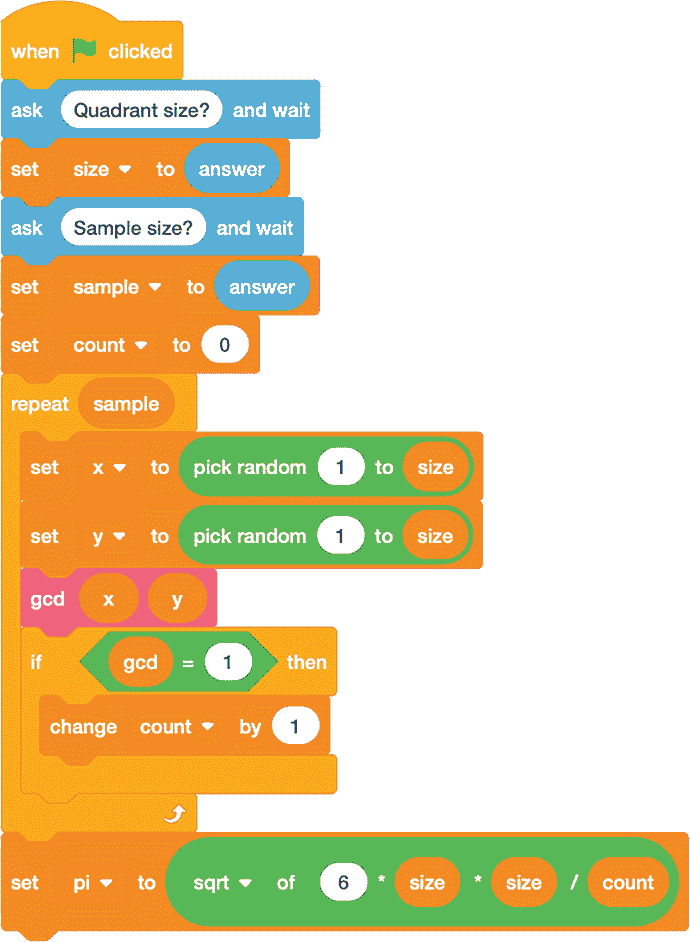 when clicked
ask Quadrant size? and wait
set size to answer
ask Sample size? and wait
set sample to answer
set count to 0
repeat sample
set x to pick random 1 to size
set y to pick random 1 to size
gcd x y
if gcd = 1 then
change count by 1
set pi to sqrt of 6 * size * size / count